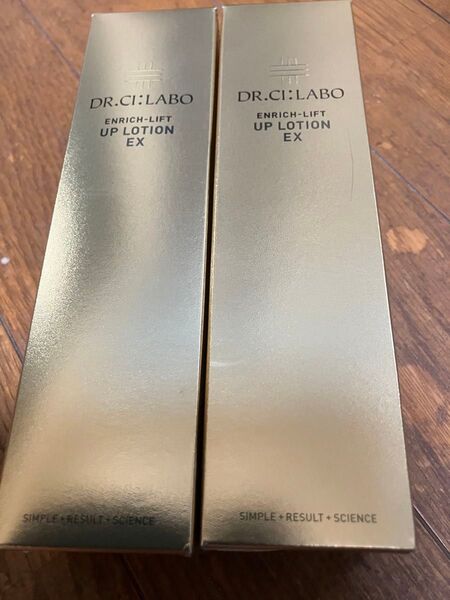 DR.CI:LABO
ENRICH-LIFT
UP LOTION
EX
SIMPLE + RESULT + SCIENCE
DR.CI:LABO
ENRICH-LIFT
UP LOTION
EX
SIMPLE + RESULT + SCIENCE